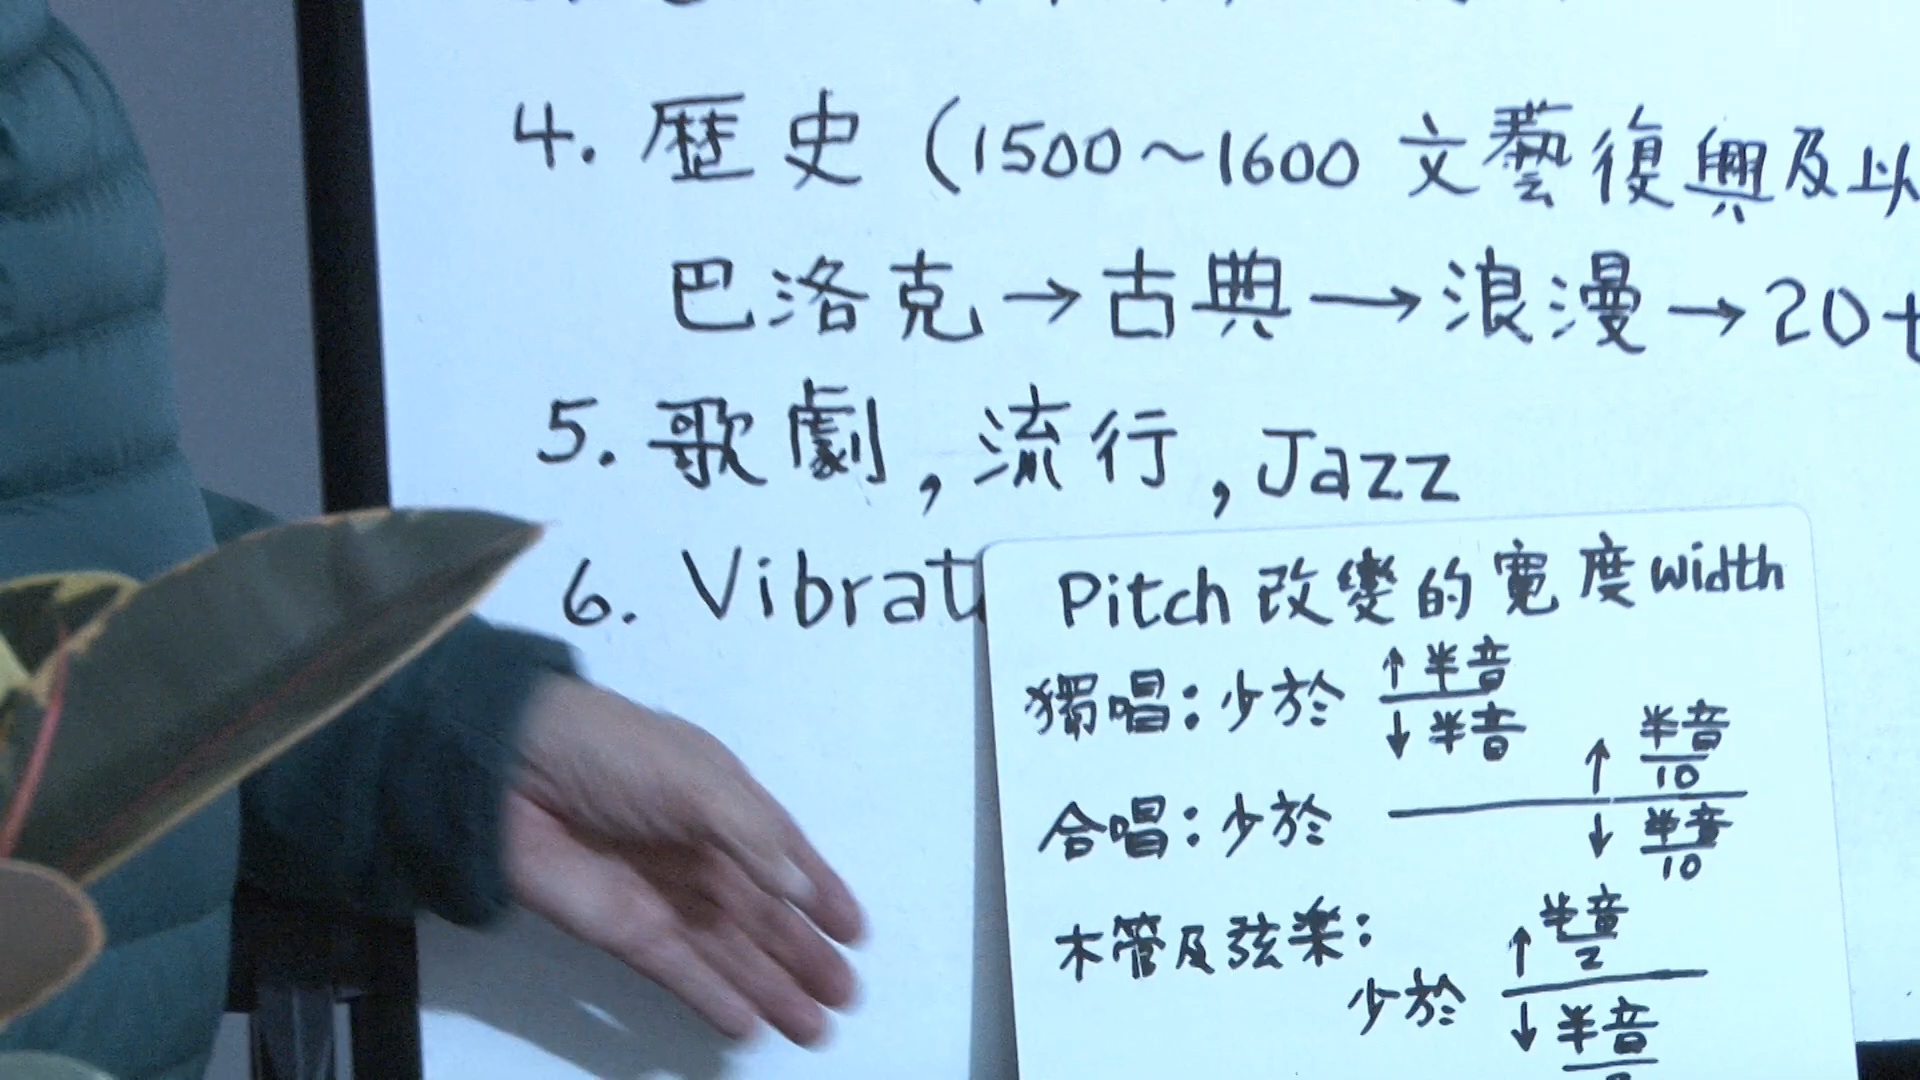 4. 歷史 (1500～1600 文藝復興及以
巴洛克→古典→浪漫→20
5. 歌劇, 流行, Jazz
6. Vibrat
Pitch 改變的寬度 width
獨唱: 少於 ↑半音 ↓半音
合唱: 少於 ↑半音/10 ↓半音/10
木管及弦樂:
少於 ↑半音/2 ↓半音